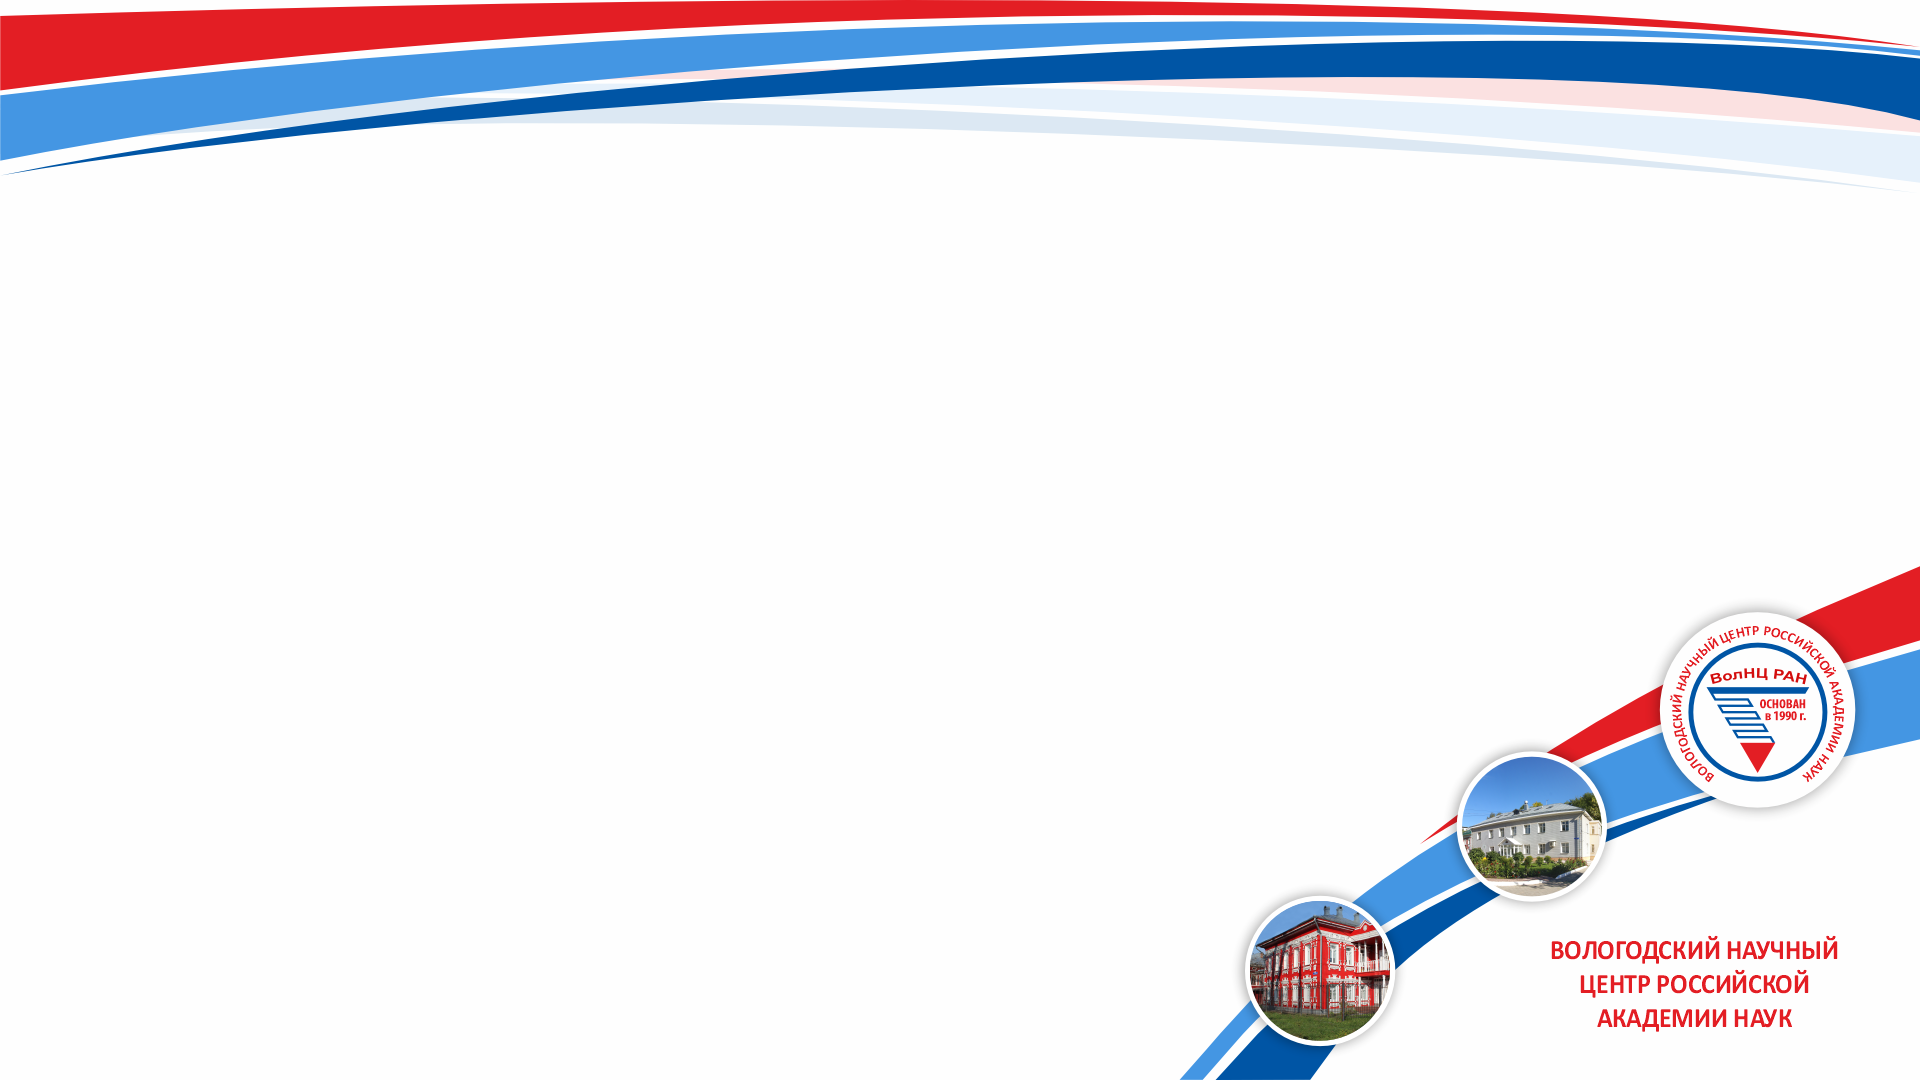 ВОЛОГОДСКИЙ НАУЧНЫЙ ЦЕНТР РОССИЙСКОЙ АКАДЕМИИ НАУК
ВолНЦ РАН
ОСНОВАН
в 1990 г.
ВОЛОГОДСКИЙ НАУЧНЫЙ
ЦЕНТР РОССИЙСКОЙ
АКАДЕМИИ НАУК